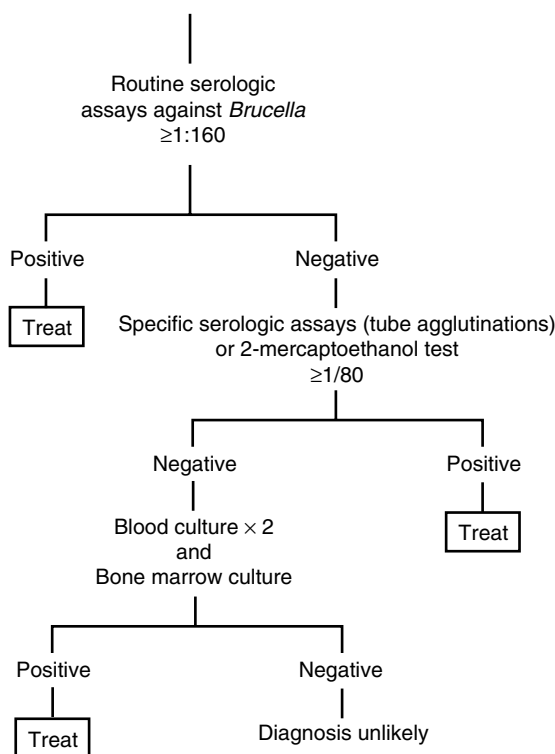 Routine serologic
assays against Brucella
≥1:160
Positive
Negative
Treat
Specific serologic assays (tube agglutinations)
or 2-mercaptoethanol test
≥1/80
Negative
Positive
Blood culture × 2
and
Bone marrow culture
Treat
Positive
Negative
Treat
Diagnosis unlikely